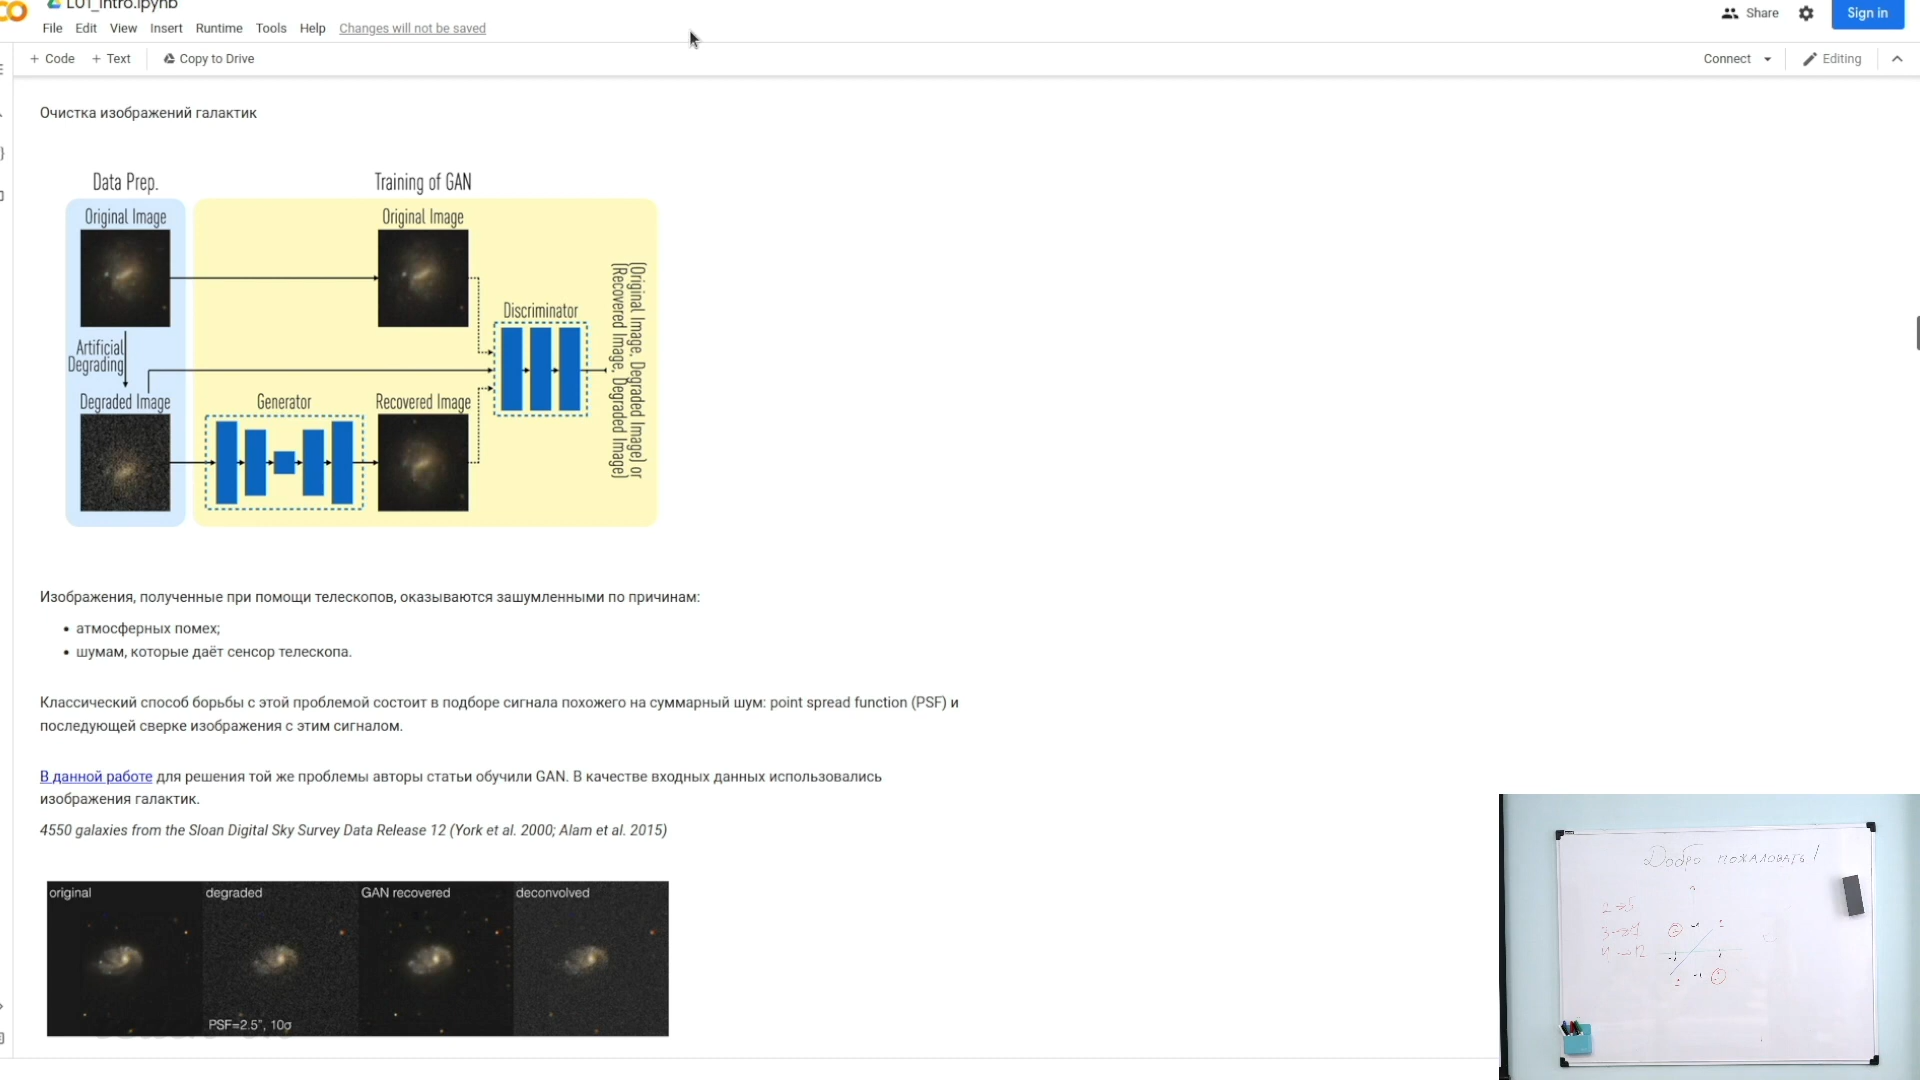 L01_Intro.ipynb
File Edit View Insert Runtime Tools Help Changes will not be saved
Share Sign in
+ Code + Text Copy to Drive
Connect Editing
Очистка изображений галактик
Data Prep. Training of GAN
Original Image Original Image
Discriminator
(Original Image, Degraded Image) or
(Recovered Image, Degraded Image)
Artificial
Degrading
Degraded Image Generator Recovered Image
Изображения, полученные при помощи телескопов, оказываются зашумленными по причинам:
• атмосферных помех;
• шумам, которые даёт сенсор телескопа.
Классический способ борьбы с этой проблемой состоит в подборе сигнала похожего на суммарный шум: point spread function (PSF) и
последующей сверке изображения с этим сигналом.
В данной работе для решения той же проблемы авторы статьи обучили GAN. В качестве входных данных использовались
изображения галактик.
4550 galaxies from the Sloan Digital Sky Survey Data Release 12 (York et al. 2000; Alam et al. 2015)
original degraded GAN recovered deconvolved
PSF=2.5", 10σ
Добро пожаловать!